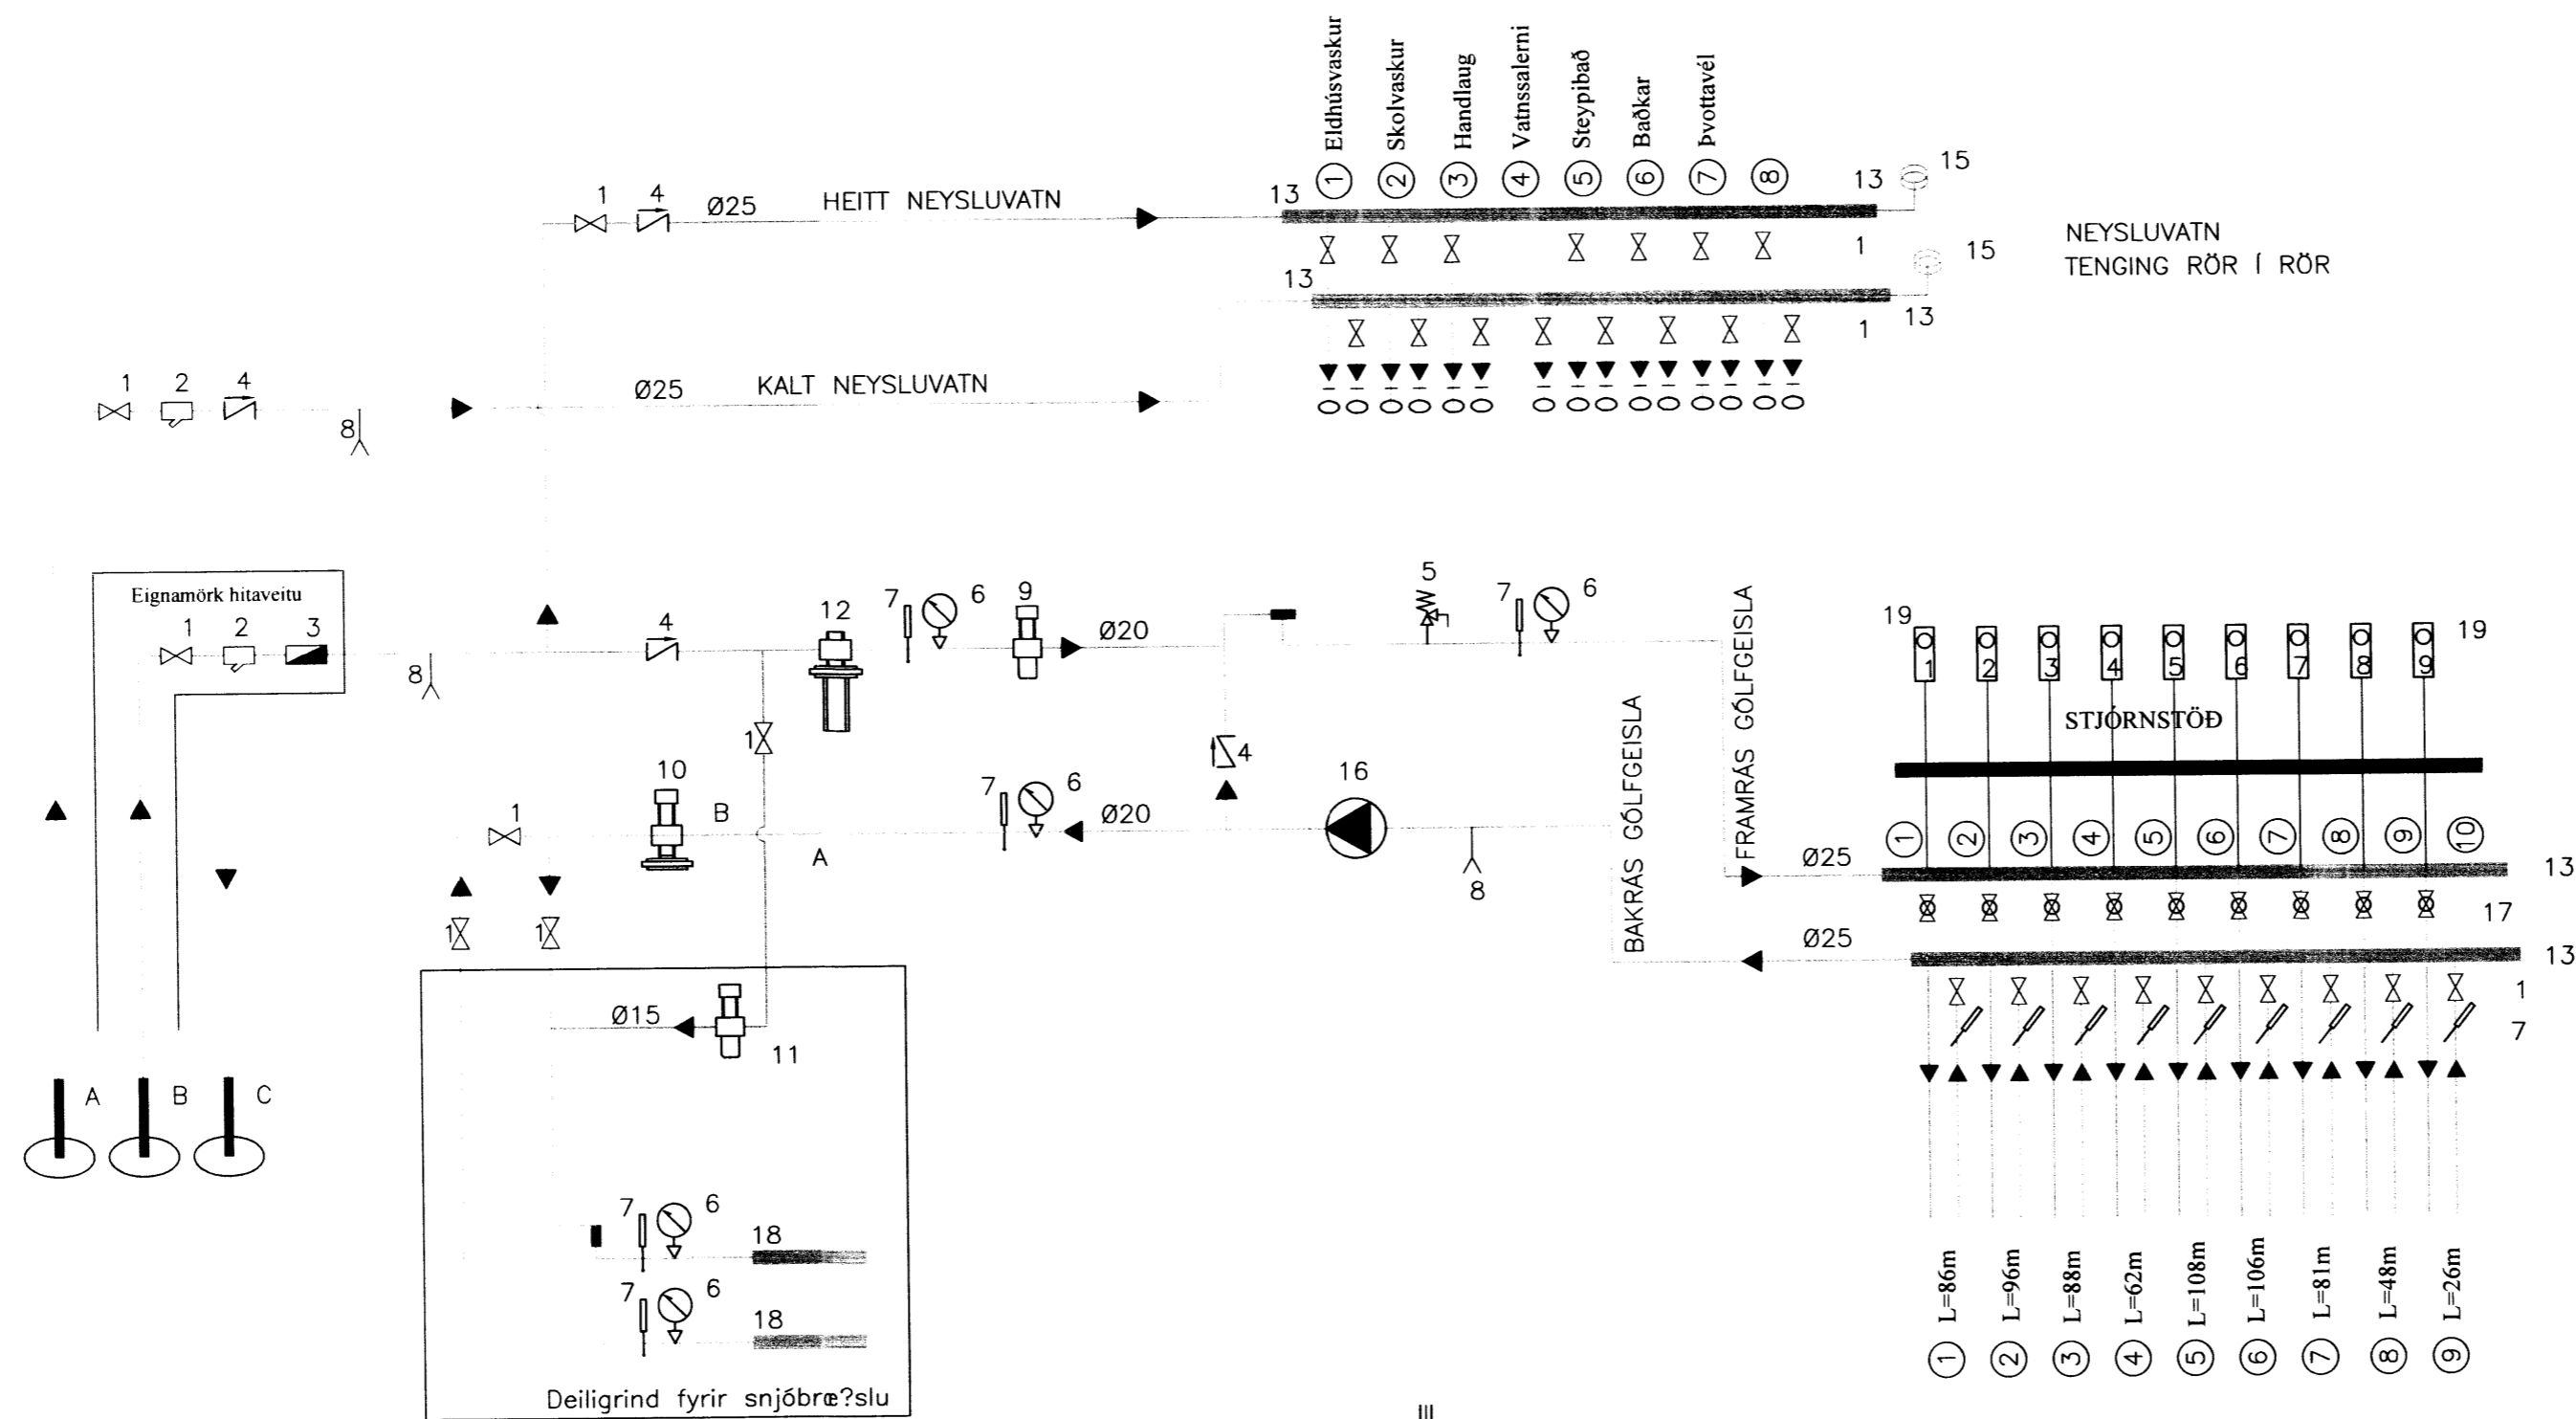 Eldhúsvaskur
Skolvaskur
Handlaug
Vatnssalerni
Steypibað
Baðkar
Þvottavél
1 2 3 4 5 6 7 8
13
13
15
1 4 Ø25 HEITT NEYSLUVATN
1
15
NEYSLUVATN
TENGING RÖR Í RÖR
13
13
1
1 2 4
8
Ø25 KALT NEYSLUVATN
Eignamörk hitaveitu
1 2 3
8
4
12
7 6 9
Ø20
5
7 6
BAKRÁS GÓLFGEISLA
FRAMRÁS GÓLFGEISLA
19
19
1 2 3 4 5 6 7 8 9
STJÓRNSTÖÐ
1
10
B
A
1
7 6
Ø20
4
16
8
1 2 3 4 5 6 7 8 9 10
Ø25
13
17
Ø25
13
1
7
1
1
Ø15
11
A B C
7 6
18
7 6
18
Deiligrind fyrir snjóbræ?slu
L=86m
L=96m
L=88m
L=62m
L=108m
L=106m
L=81m
L=48m
L=26m
1 2 3 4 5 6 7 8 9